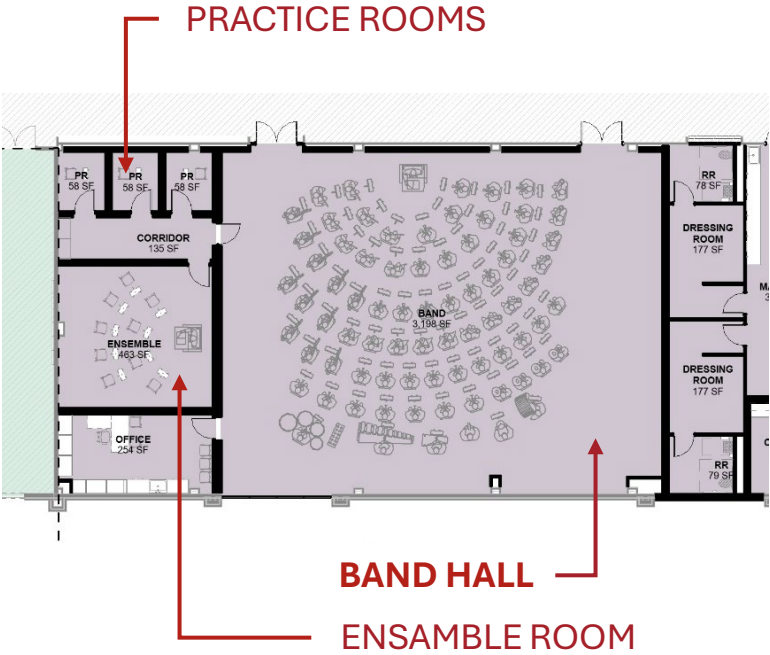 PRACTICE ROOMS
PR
58 SF
PR
58 SF
PR
58 SF
RR
78 SF
CORRIDOR
135 SF
DRESSING
ROOM
177 SF
BAND
3,198 SF
ENSEMBLE
463 SF
DRESSING
ROOM
177 SF
OFFICE
254 SF
RR
79 SF
BAND HALL
ENSAMBLE ROOM